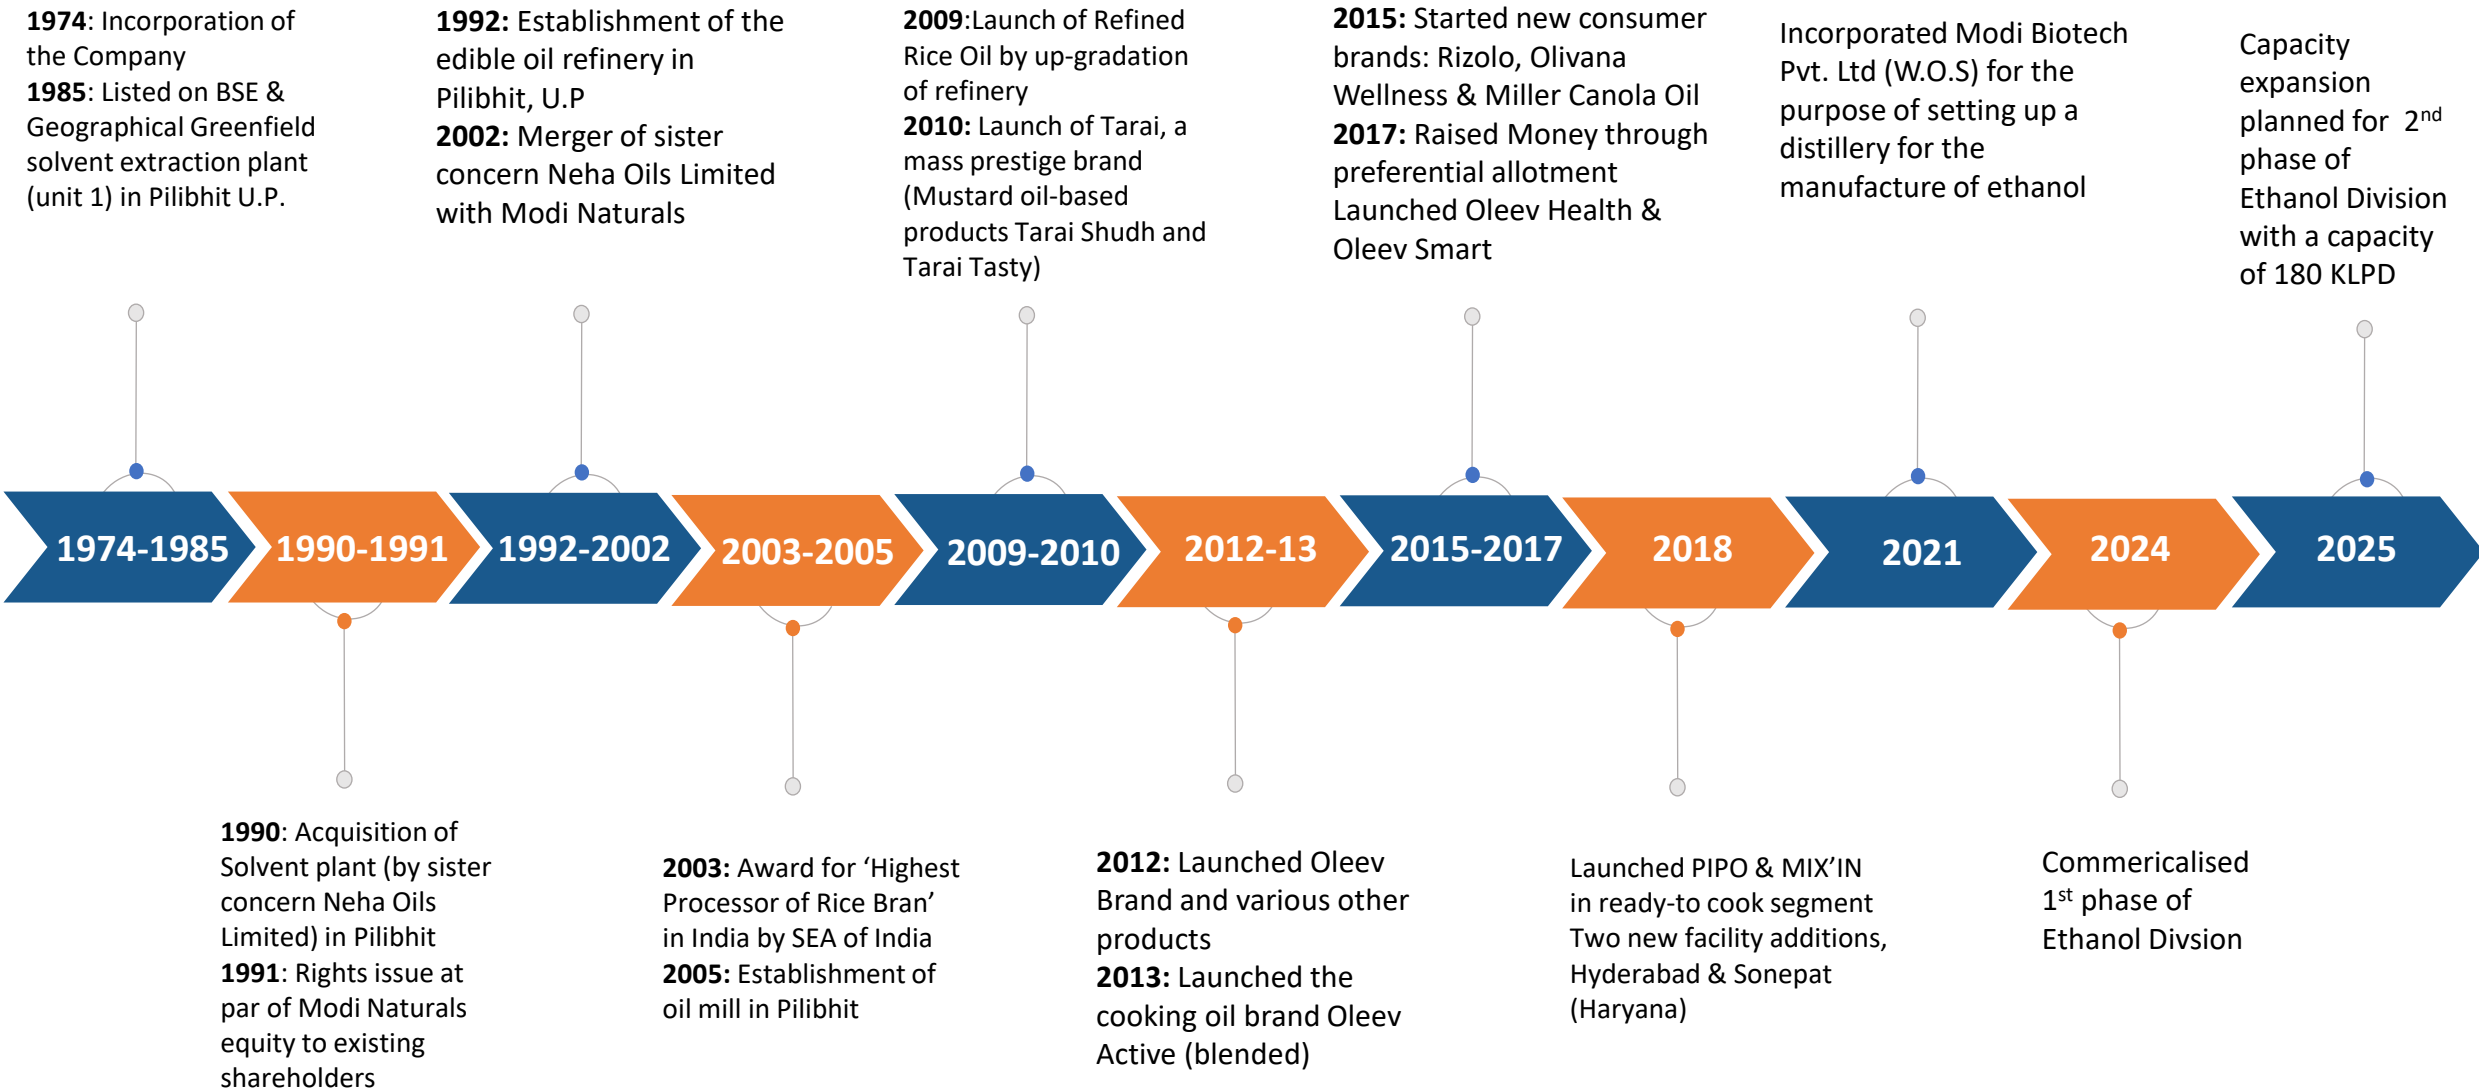 1974: Incorporation of
the Company
1985: Listed on BSE &
Geographical Greenfield
solvent extraction plant
(unit 1) in Pilibhit U.P.
1992: Establishment of the
edible oil refinery in
Pilibhit, U.P
2002: Merger of sister
concern Neha Oils Limited
with Modi Naturals
2009:Launch of Refined
Rice Oil by up-gradation
of refinery
2010: Launch of Tarai, a
mass prestige brand
(Mustard oil-based
products Tarai Shudh and
Tarai Tasty)
2015: Started new consumer
brands: Rizolo, Olivana
Wellness & Miller Canola Oil
2017: Raised Money through
preferential allotment
Launched Oleev Health &
Oleev Smart
Incorporated Modi Biotech
Pvt. Ltd (W.O.S) for the
purpose of setting up a
distillery for the
manufacture of ethanol
Capacity
expansion
planned for 2nd
phase of
Ethanol Division
with a capacity
of 180 KLPD
1974-1985
1990-1991
1992-2002
2003-2005
2009-2010
2012-13
2015-2017
2018
2021
2024
2025
1990: Acquisition of
Solvent plant (by sister
concern Neha Oils
Limited) in Pilibhit
1991: Rights issue at
par of Modi Naturals
equity to existing
shareholders
2003: Award for ‘Highest
Processor of Rice Bran’
in India by SEA of India
2005: Establishment of
oil mill in Pilibhit
2012: Launched Oleev
Brand and various other
products
2013: Launched the
cooking oil brand Oleev
Active (blended)
Launched PIPO & MIX’IN
in ready-to cook segment
Two new facility additions,
Hyderabad & Sonepat
(Haryana)
Commericalised
1st phase of
Ethanol Divsion